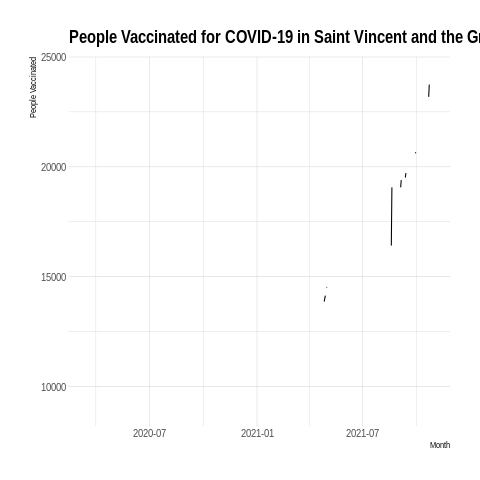 People Vaccinated for COVID-19 in Saint Vincent and the
People Vaccinated
25000
20000
15000
10000
2020-07
2021-01
2021-07
Month